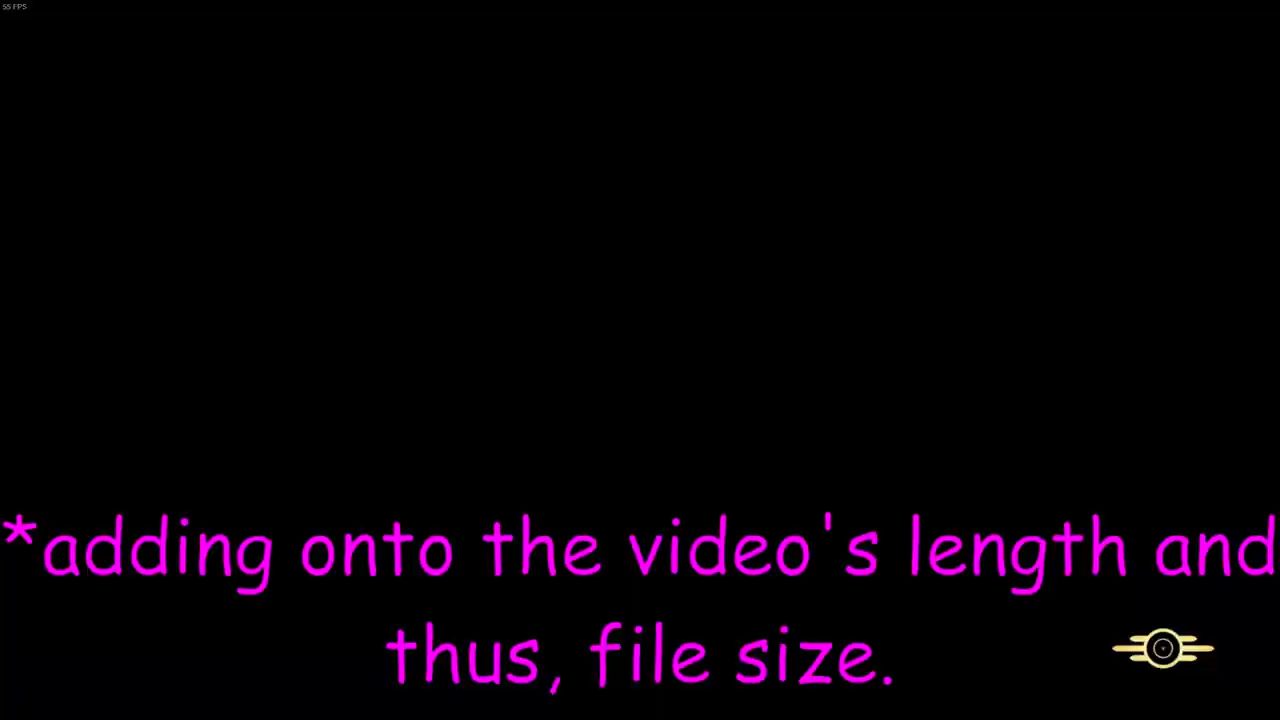 55 FPS
*adding onto the video's length and
thus, file size.